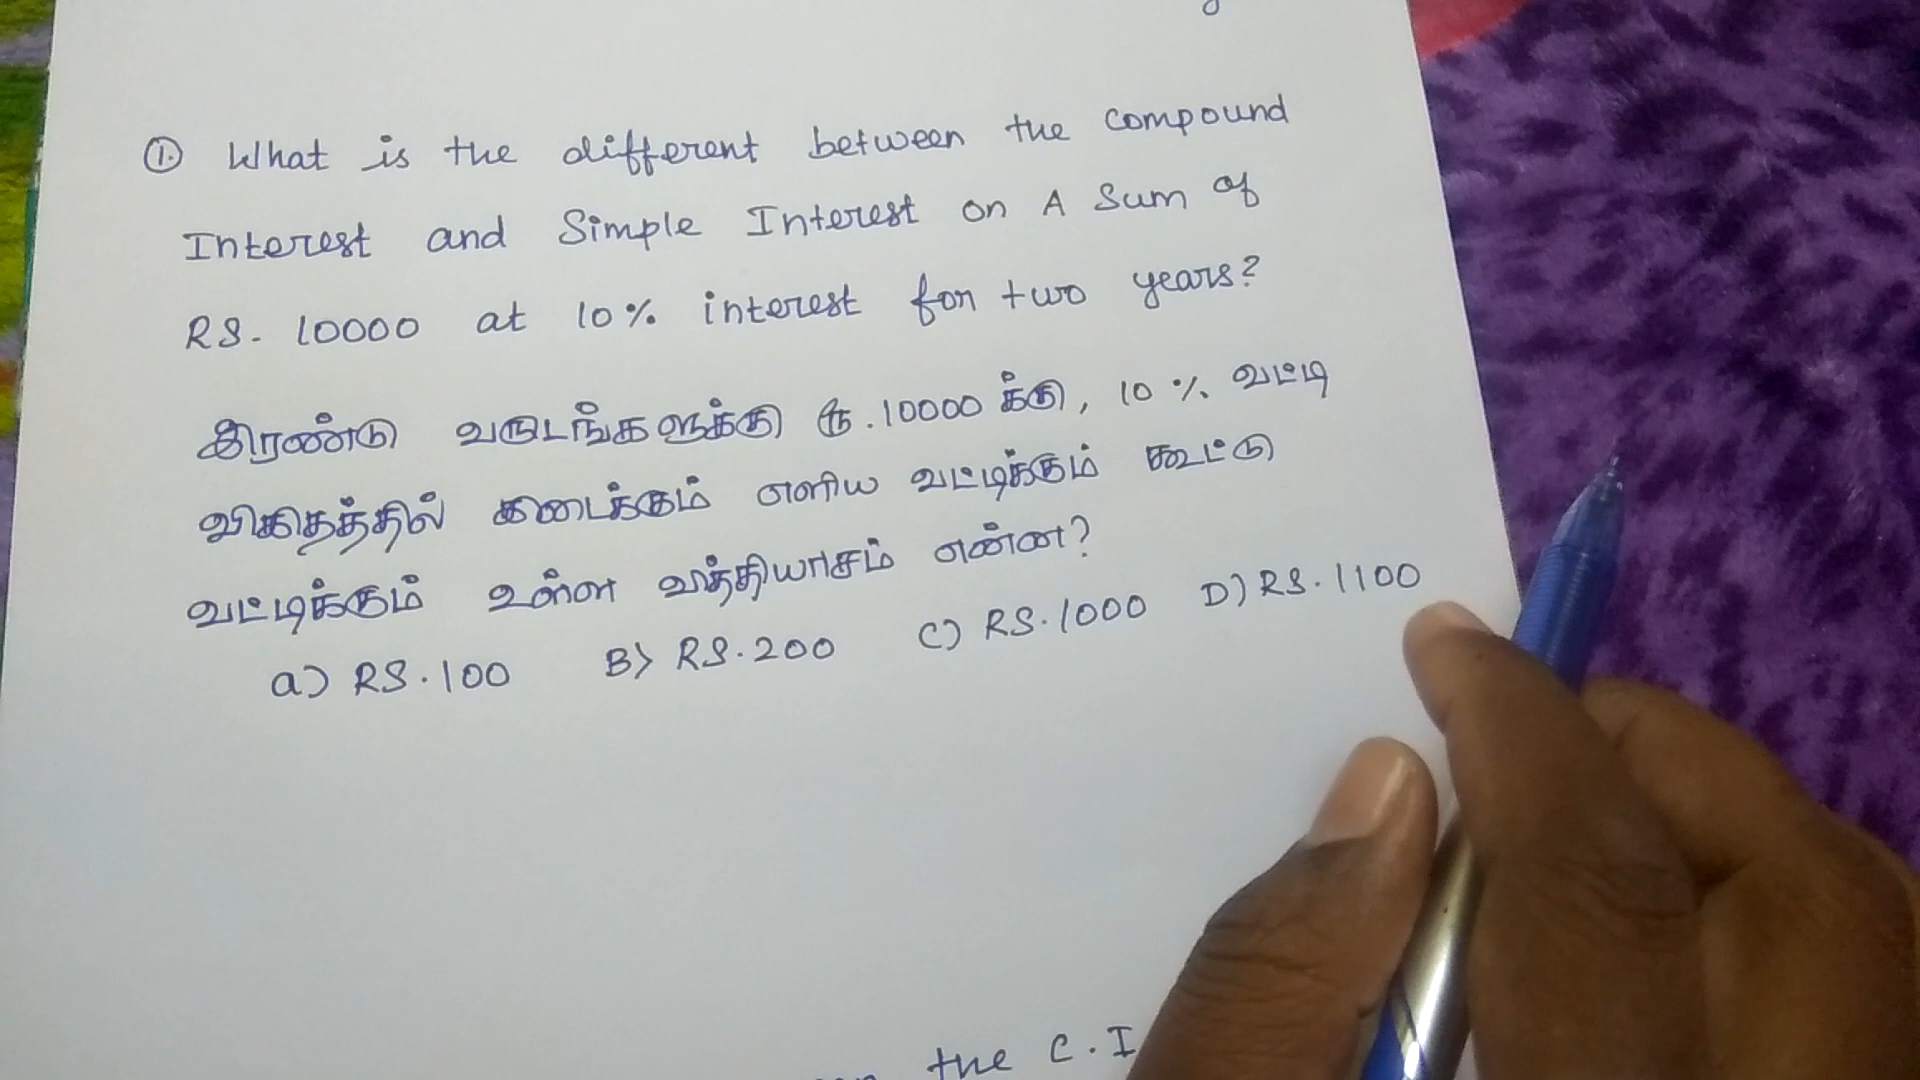 ①. What is the different between the compound
Interest and Simple Interest on A Sum of
RS. 10000 at 10% interest for two years?
இரண்டு வருடங்களுக்கு ரூ.10000 க்கு, 10 % வட்டி
விகிதத்தில் கிடைக்கும் எளிய வட்டிக்கும் கூட்டு
வட்டிக்கும் உள்ள வித்தியாசம் என்ன?
a) RS.100 B) RS.200 C) RS.1000 D) RS.1100
the C.I